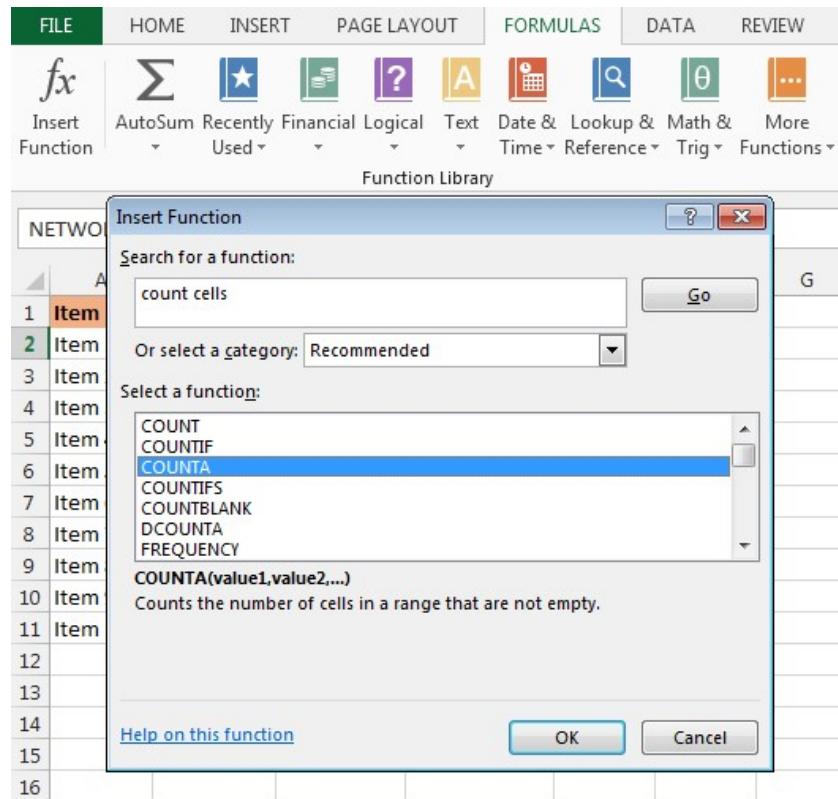 FILE HOME INSERT PAGE LAYOUT FORMULAS DATA REVIEW
fx
Insert Function
AutoSum
Recently Used
Financial
Logical
Text
Date & Time
Lookup & Reference
Math & Trig
More Functions
Function Library
Insert Function
Search for a function:
count cells
Go
Or select a category: Recommended
Select a function:
COUNT
COUNTIF
COUNTA
COUNTIFS
COUNTBLANK
DCOUNTA
FREQUENCY
COUNTA(value1,value2,...)
Counts the number of cells in a range that are not empty.
Help on this function
OK Cancel
G
1 Item
2 Item
3 Item
4 Item
5 Item
6 Item
7 Item
8 Item
9 Item
10 Item
11 Item
12
13
14
15
16